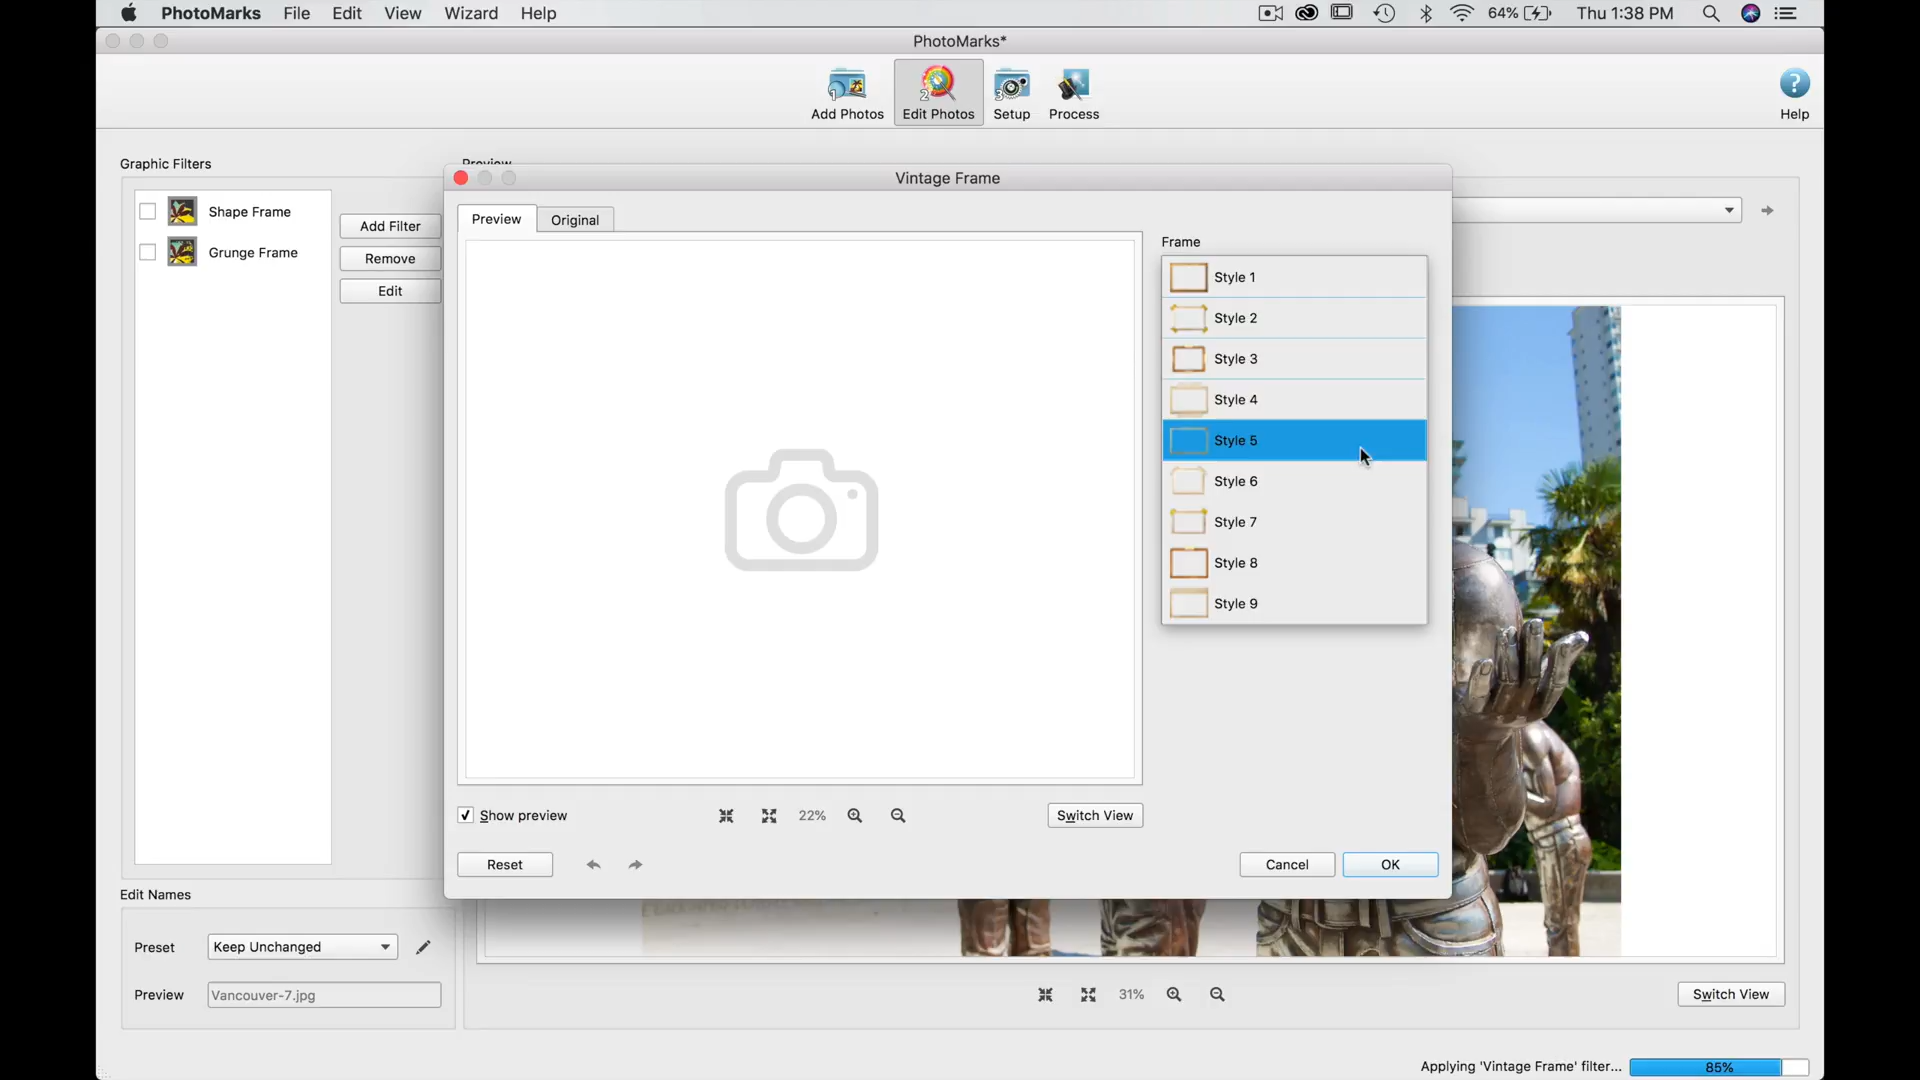 PhotoMarks File Edit View Wizard Help 64% Thu 1:38 PM
PhotoMarks*
Add Photos Edit Photos Setup Process Help
Graphic Filters
Shape Frame
Grunge Frame
Add Filter
Remove
Edit
Vintage Frame
Preview Original
Frame
Style 1
Style 2
Style 3
Style 4
Style 5
Style 6
Style 7
Style 8
Style 9
Show preview 22% Switch View
Reset Cancel OK
Edit Names
Preset Keep Unchanged
Preview Vancouver-7.jpg
31% Switch View
Applying 'Vintage Frame' filter... 85%